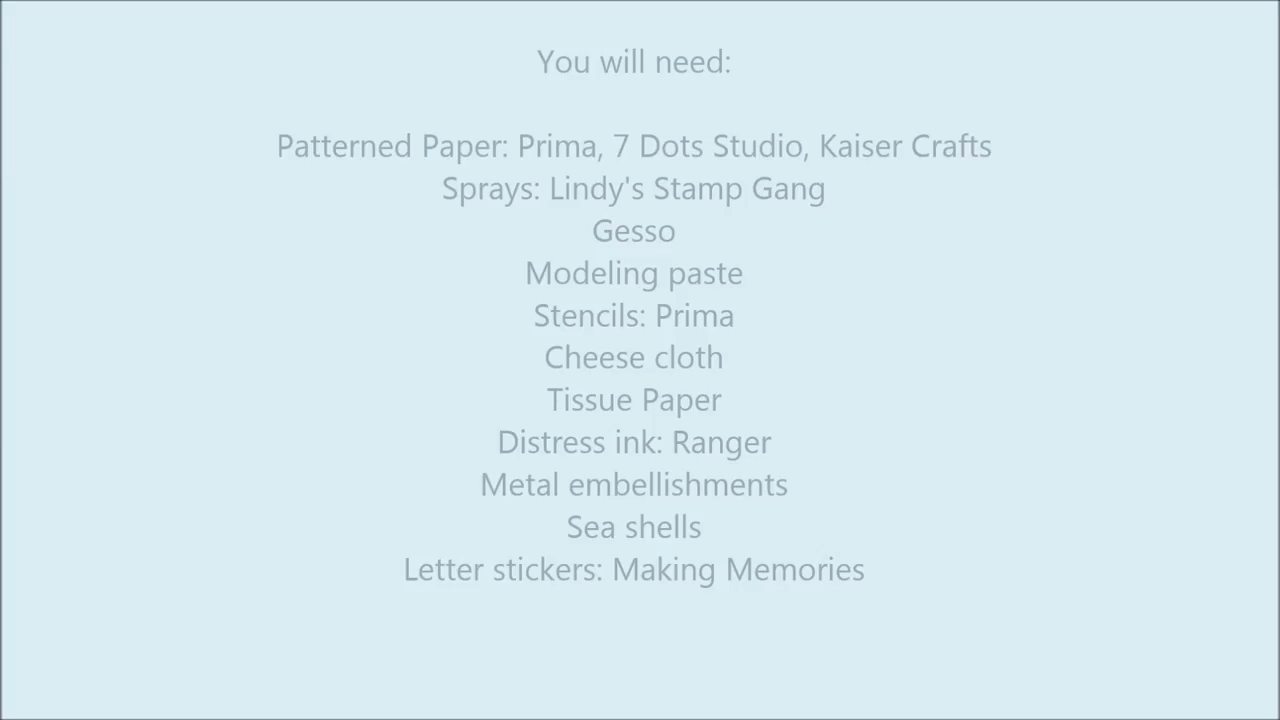 You will need:
Patterned Paper: Prima, 7 Dots Studio, Kaiser Crafts
Sprays: Lindy's Stamp Gang
Gesso
Modeling paste
Stencils: Prima
Cheese cloth
Tissue Paper
Distress ink: Ranger
Metal embellishments
Sea shells
Letter stickers: Making Memories